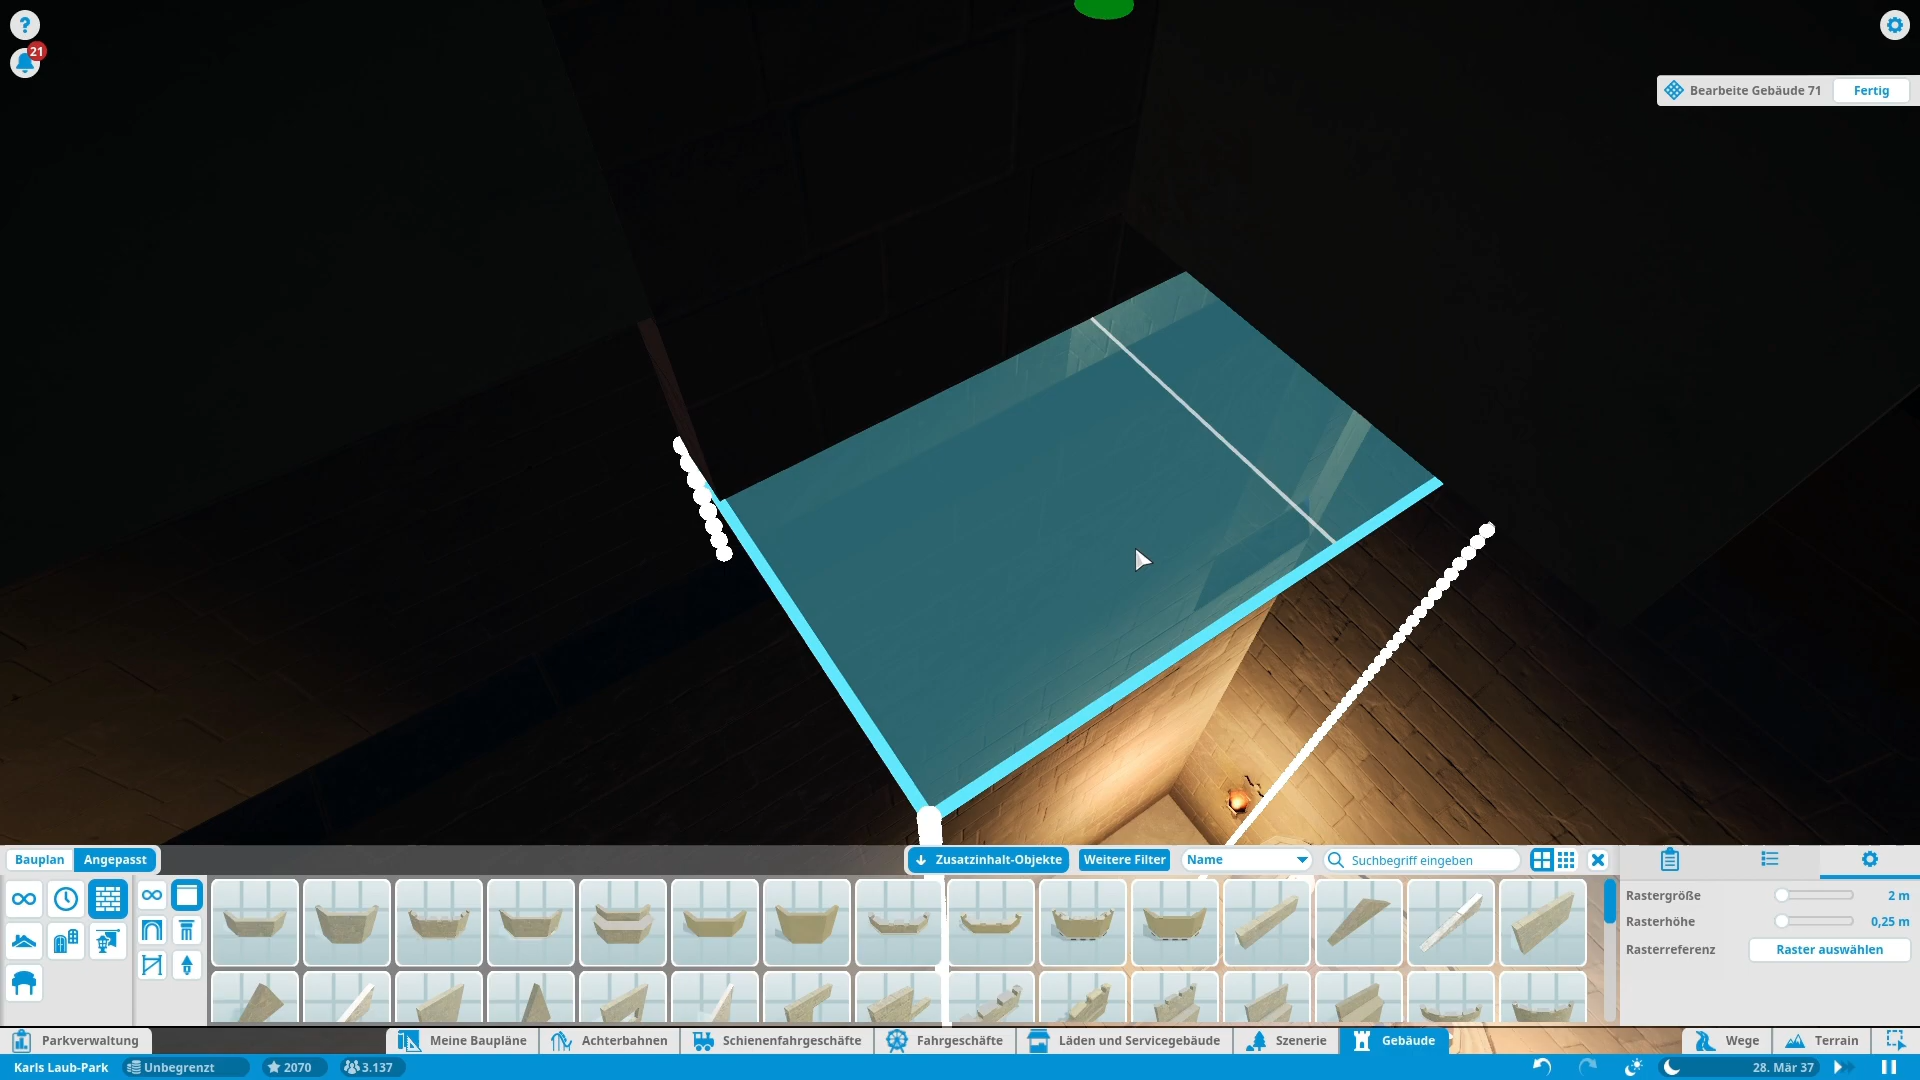 ?
21
Bearbeite Gebäude 71
Fertig
Bauplan
Angepasst
Zusatzinhalt-Objekte
Weitere Filter
Name
Suchbegriff eingeben
Rastergröße
2 m
Rasterhöhe
0,25 m
Rasterreferenz
Raster auswählen
Parkverwaltung
Meine Baupläne
Achterbahnen
Schienenfahrgeschäfte
Fahrgeschäfte
Läden und Servicegebäude
Szenerie
Gebäude
Wege
Terrain
Karls Laub-Park
Unbegrenzt
2070
3.137
28. Mär 37